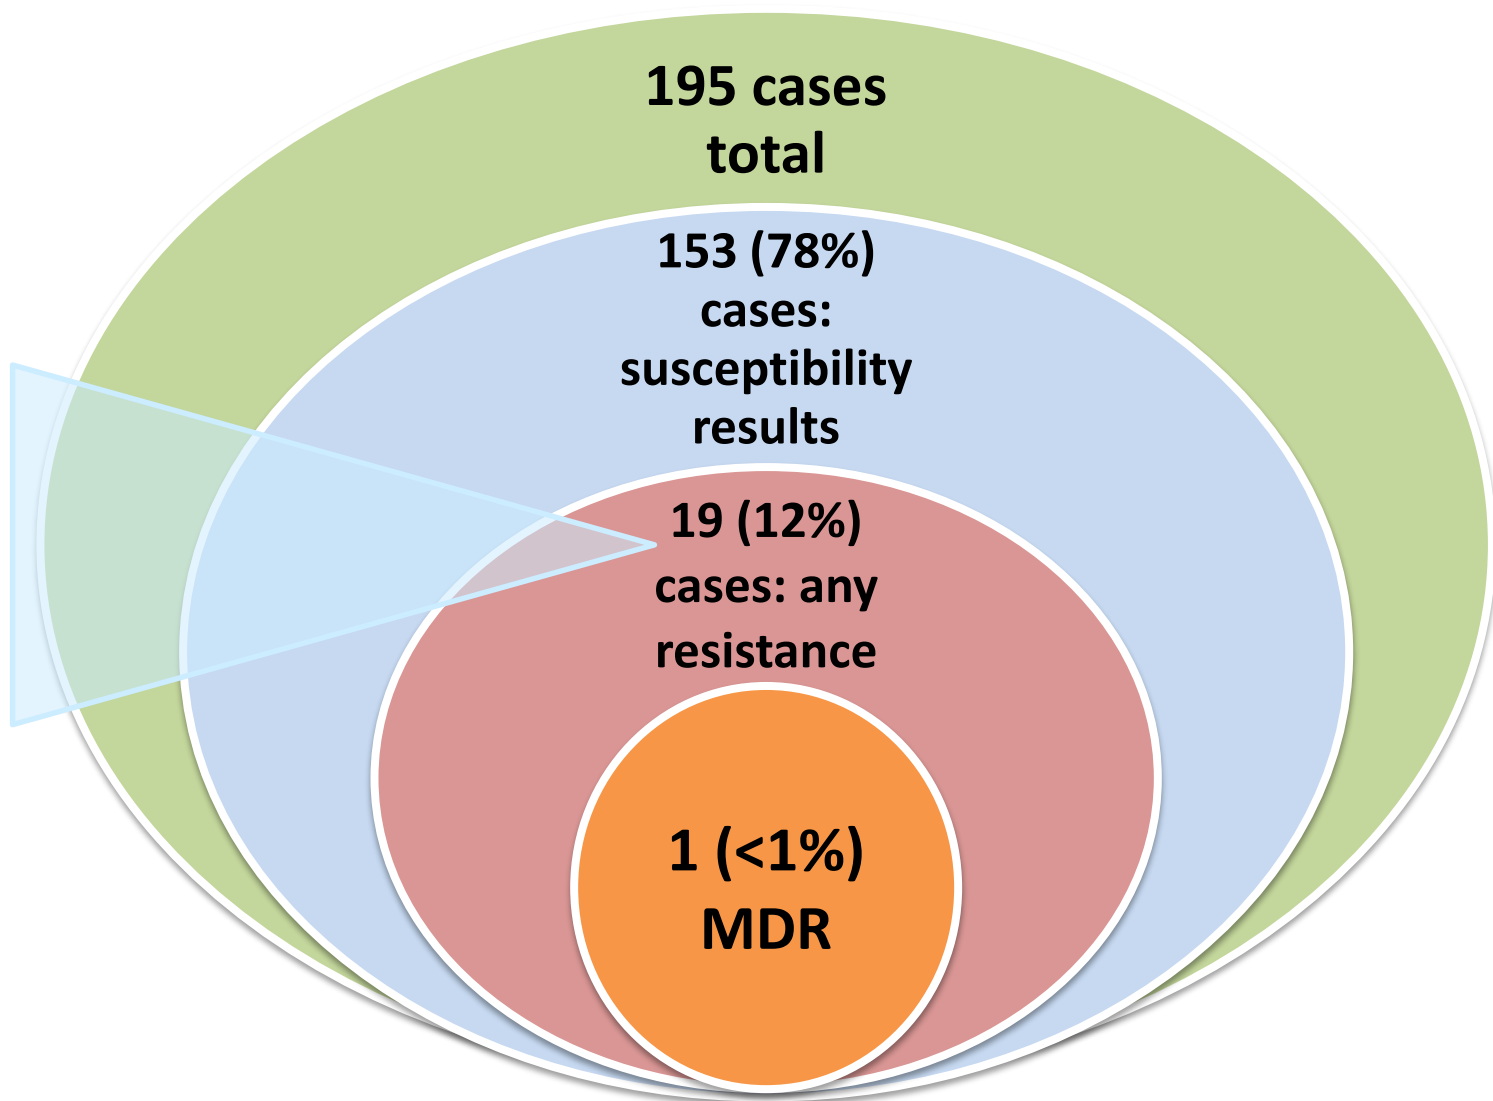 195 cases
total
153 (78%)
cases:
susceptibility
results
19 (12%)
cases: any
resistance
1 (<1%)
MDR